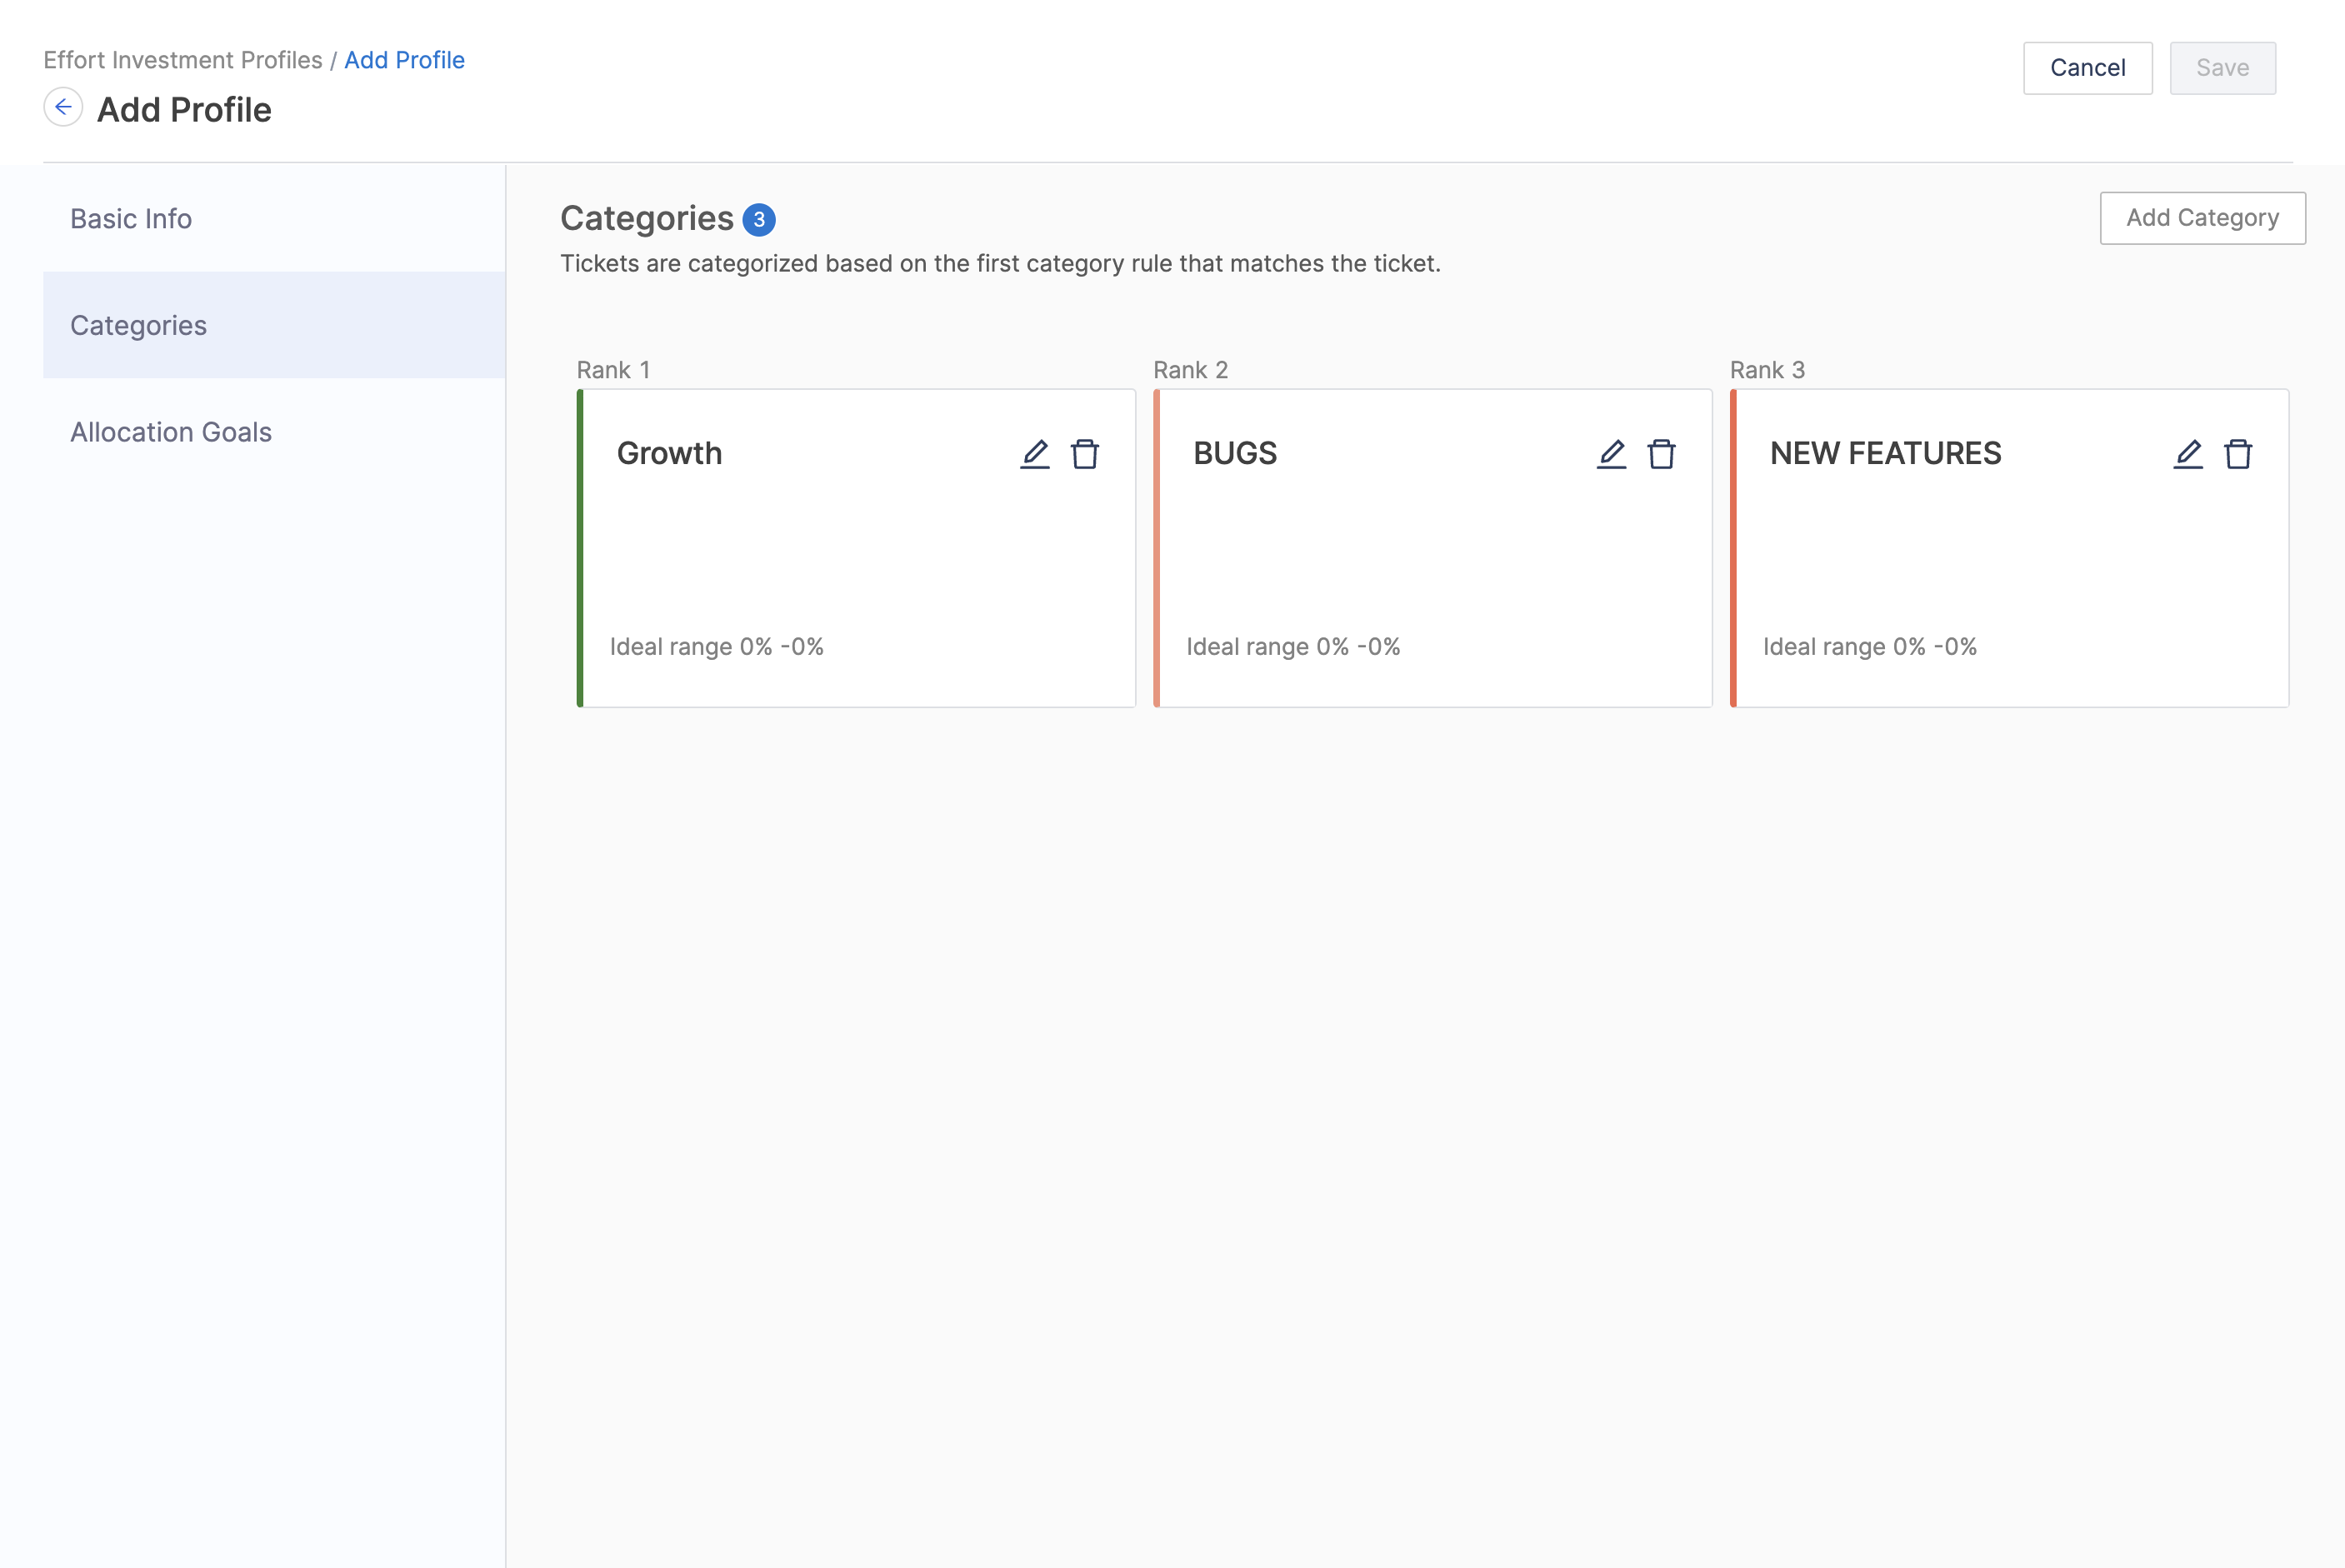 Effort Investment Profiles / Add Profile
Cancel
Save
Add Profile
Basic Info
Categories
Allocation Goals
Categories 3
Add Category
Tickets are categorized based on the first category rule that matches the ticket.
Rank 1
Growth
Ideal range 0% -0%
Rank 2
BUGS
Ideal range 0% -0%
Rank 3
NEW FEATURES
Ideal range 0% -0%